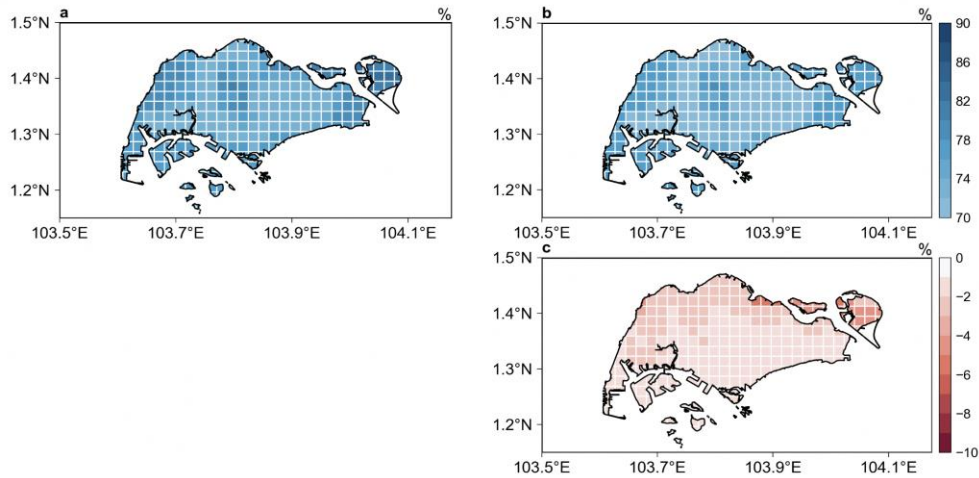 a % b %
1.5°N 1.5°N 90
86
1.4°N 1.4°N
82
1.3°N 1.3°N 78
1.2°N 1.2°N 74
70
103.5°E 103.7°E 103.9°E 104.1°E 103.5°E 103.7°E 103.9°E 104.1°E
c %
1.5°N 0
−2
1.4°N
−4
1.3°N −6
1.2°N −8
−10
103.5°E 103.7°E 103.9°E 104.1°E